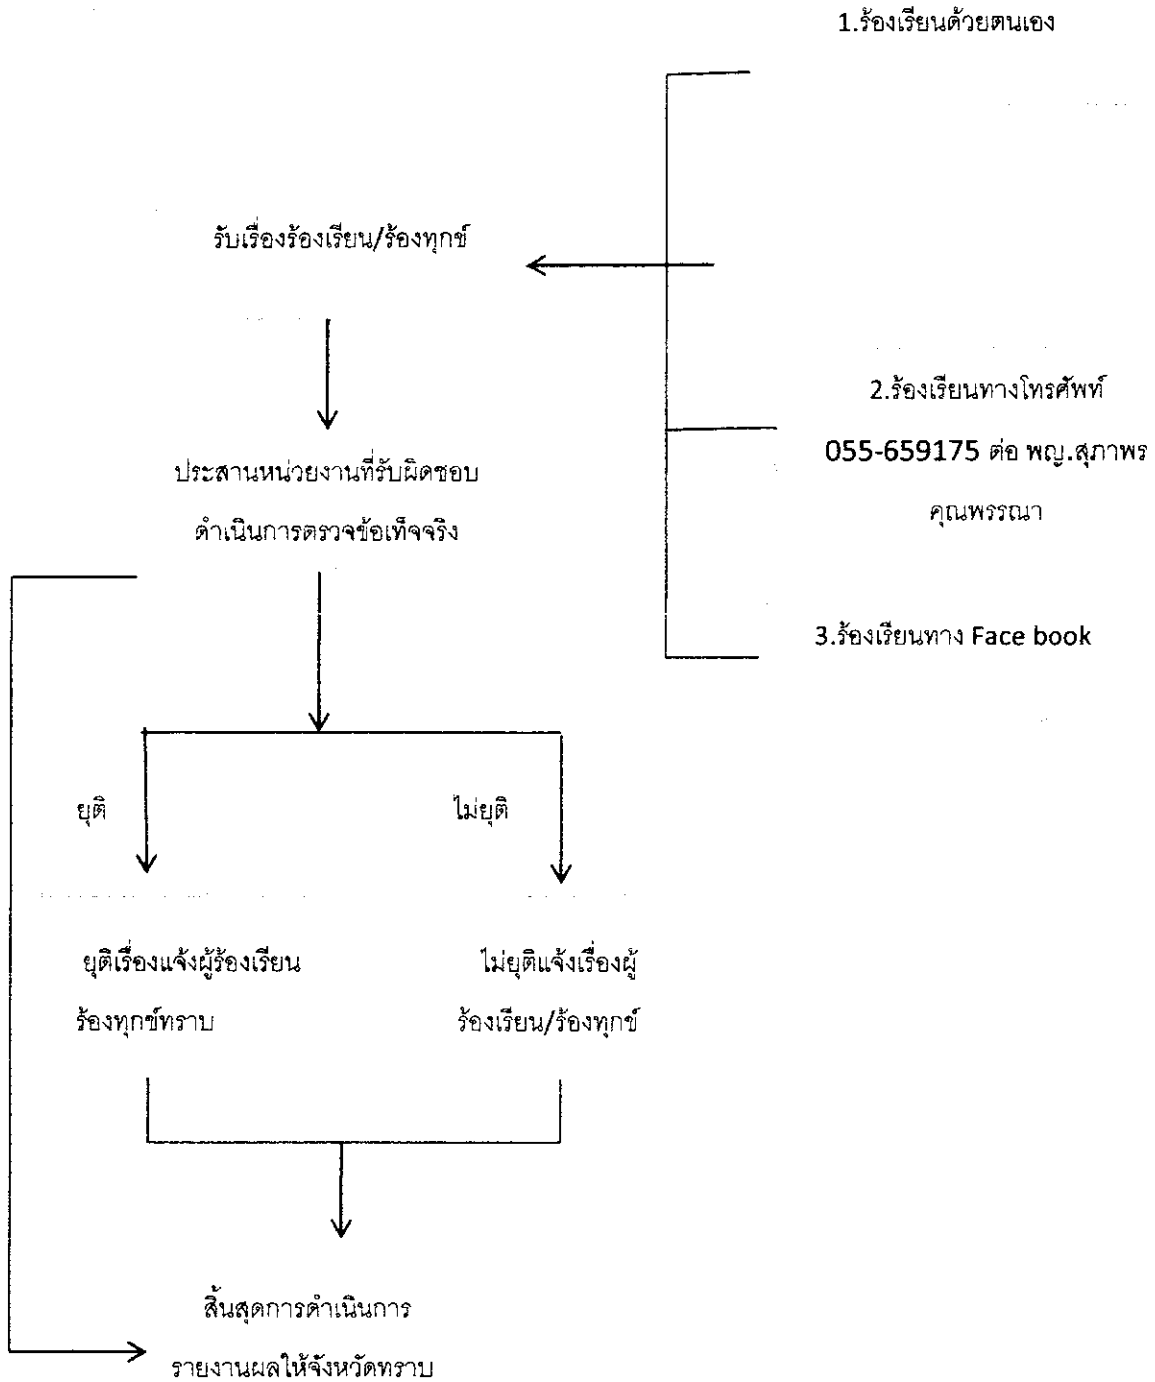 1.ร้องเรียนด้วยตนเอง
รับเรื่องร้องเรียน/ร้องทุกข์
2.ร้องเรียนทางโทรศัพท์
055-659175 ต่อ พญ.สุภาพร
คุณพรรณา
ประสานหน่วยงานที่รับผิดชอบ
ดำเนินการตรวจข้อเท็จจริง
3.ร้องเรียนทาง Face book
ยุติ
ไม่ยุติ
ยุติเรื่องแจ้งผู้ร้องเรียน
ร้องทุกข์ทราบ
ไม่ยุติแจ้งเรื่องผู้
ร้องเรียน/ร้องทุกข์
สิ้นสุดการดำเนินการ
รายงานผลให้จังหวัดทราบ